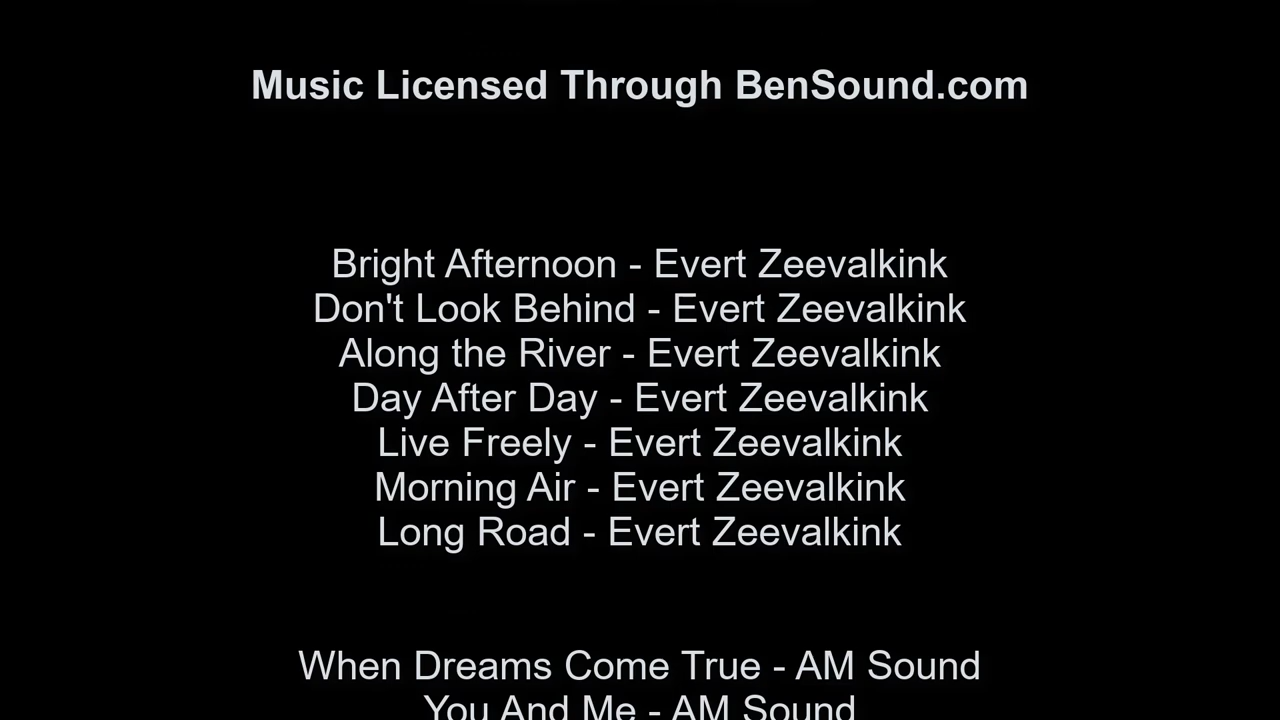 Music Licensed Through BenSound.com
Bright Afternoon - Evert Zeevalkink
Don't Look Behind - Evert Zeevalkink
Along the River - Evert Zeevalkink
Day After Day - Evert Zeevalkink
Live Freely - Evert Zeevalkink
Morning Air - Evert Zeevalkink
Long Road - Evert Zeevalkink
When Dreams Come True - AM Sound
You And Me - AM Sound